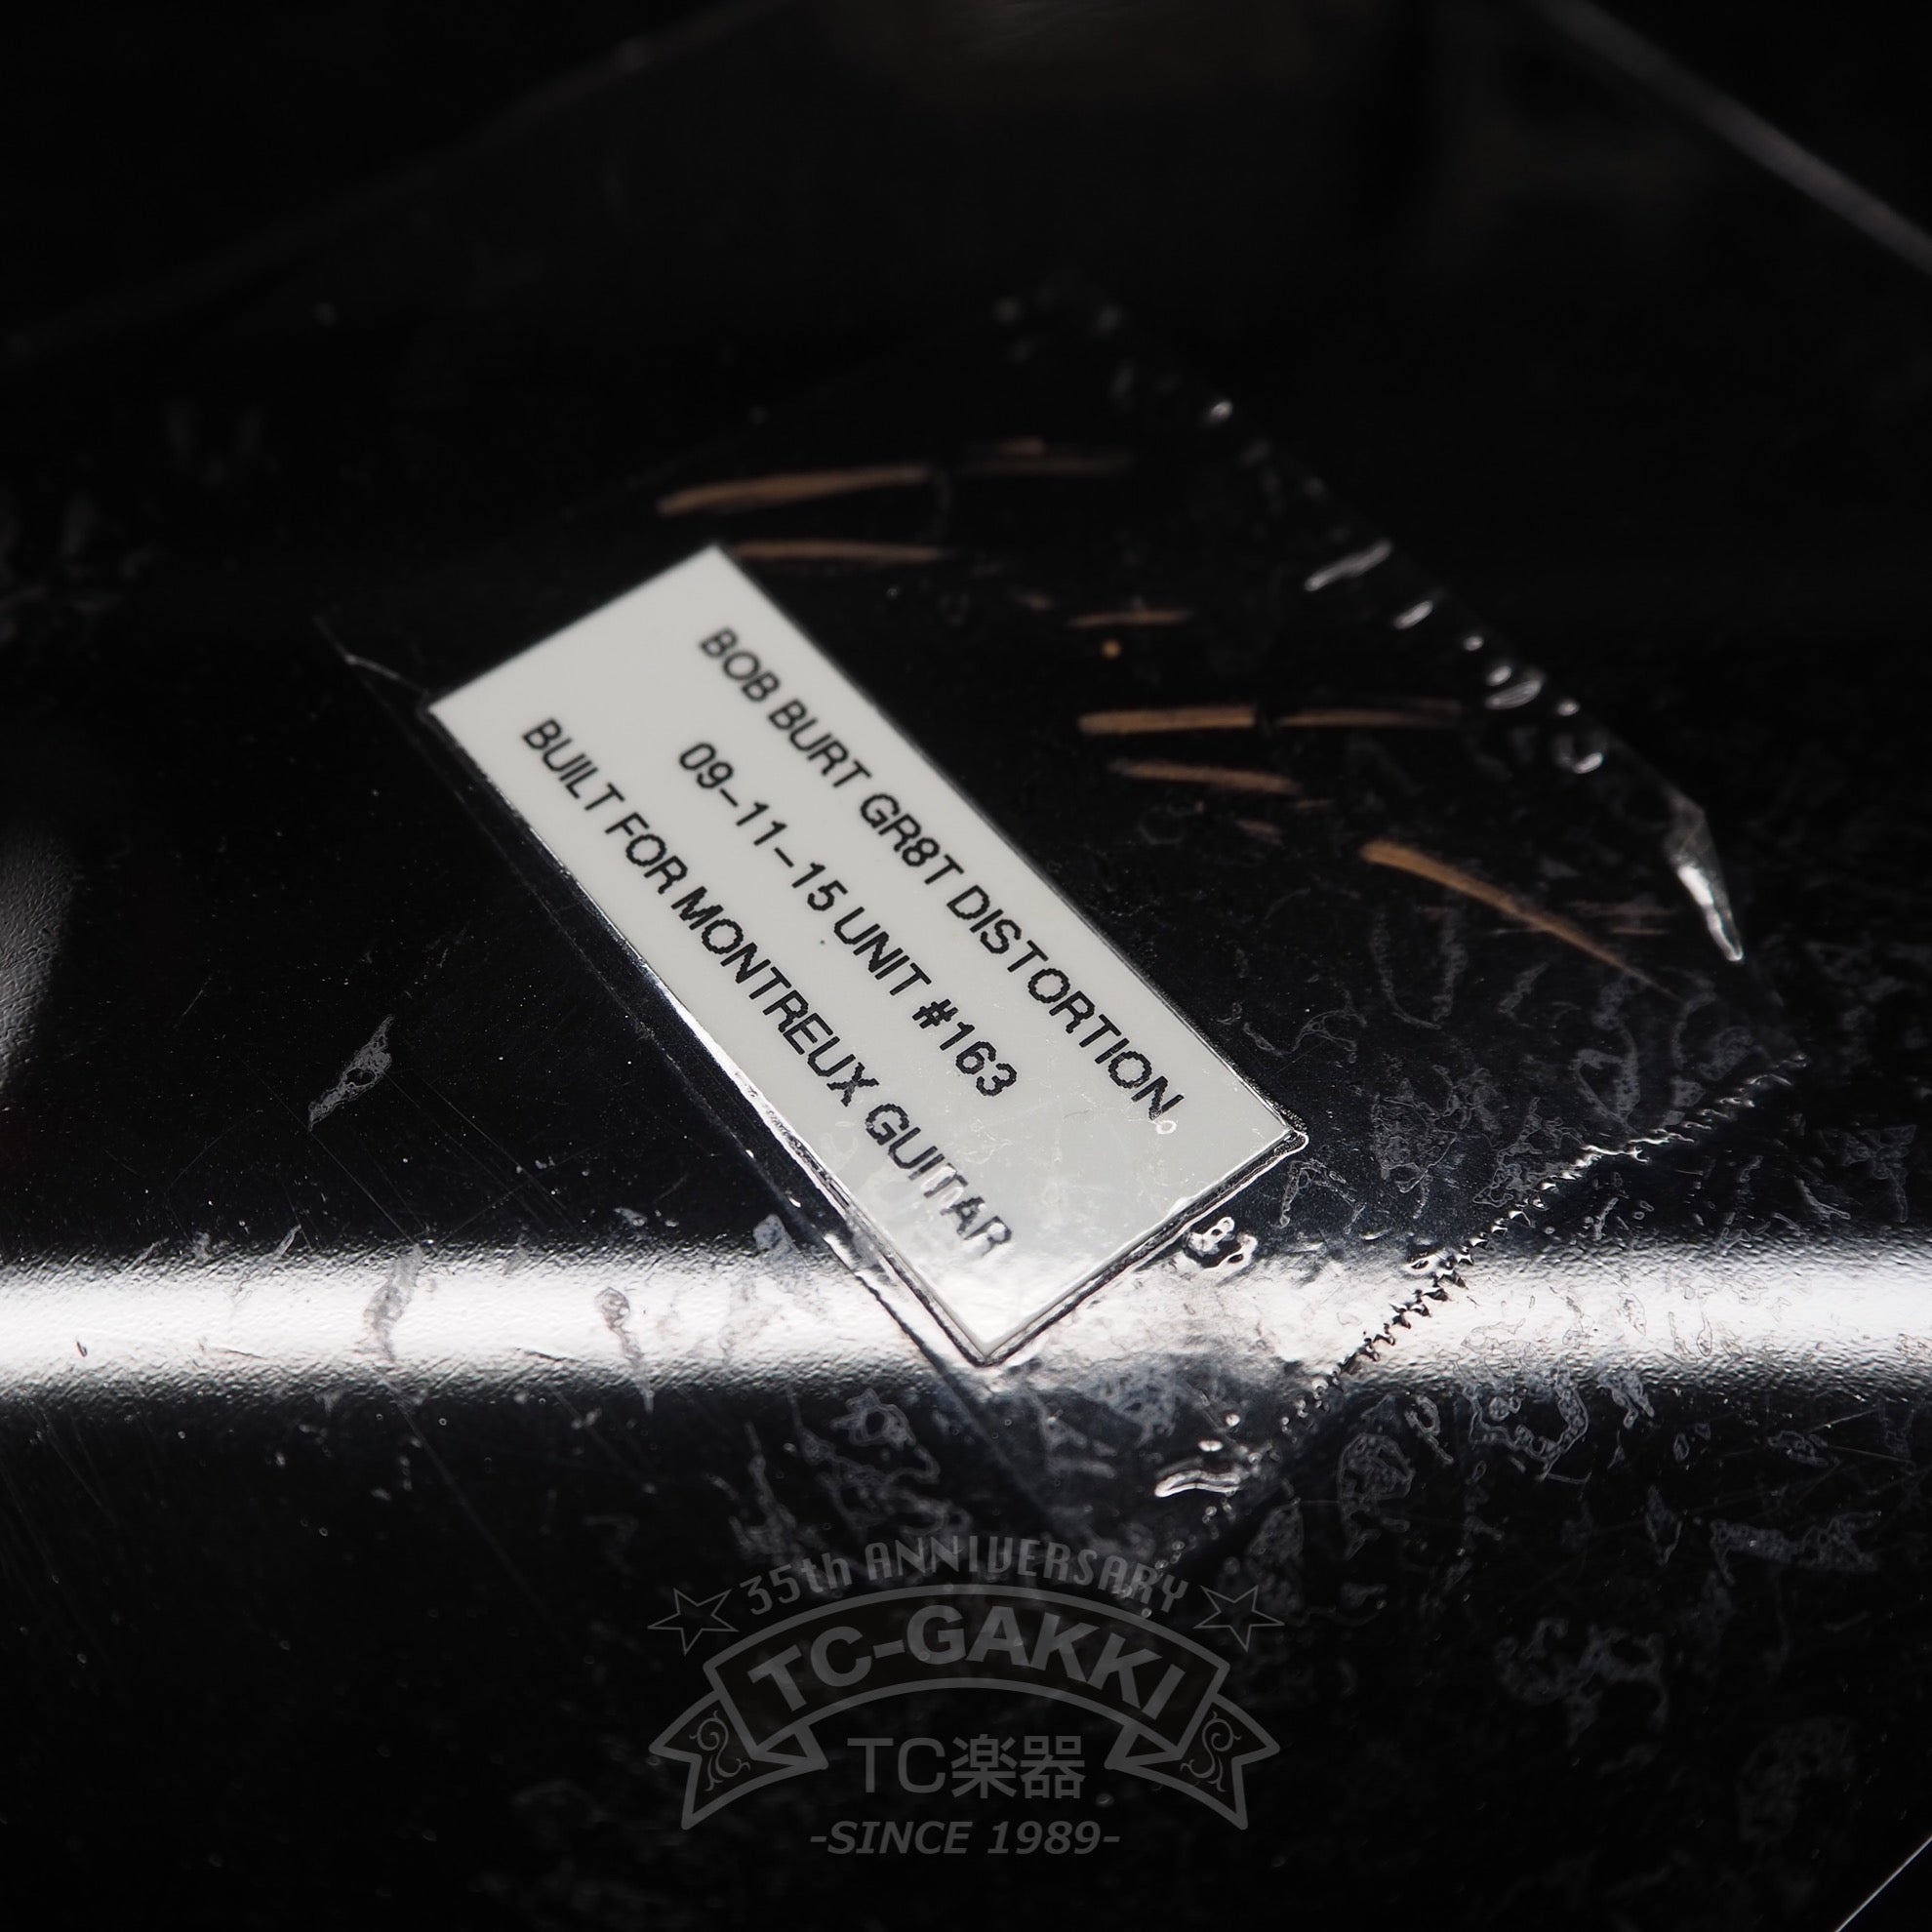 BOB BURT GR8T DISTORTION
09-11-15 UNIT #163
BUILT FOR MONTREUX GUITAR
35th ANNIVERSARY
TC-GAKKI
TC楽器
-SINCE 1989-